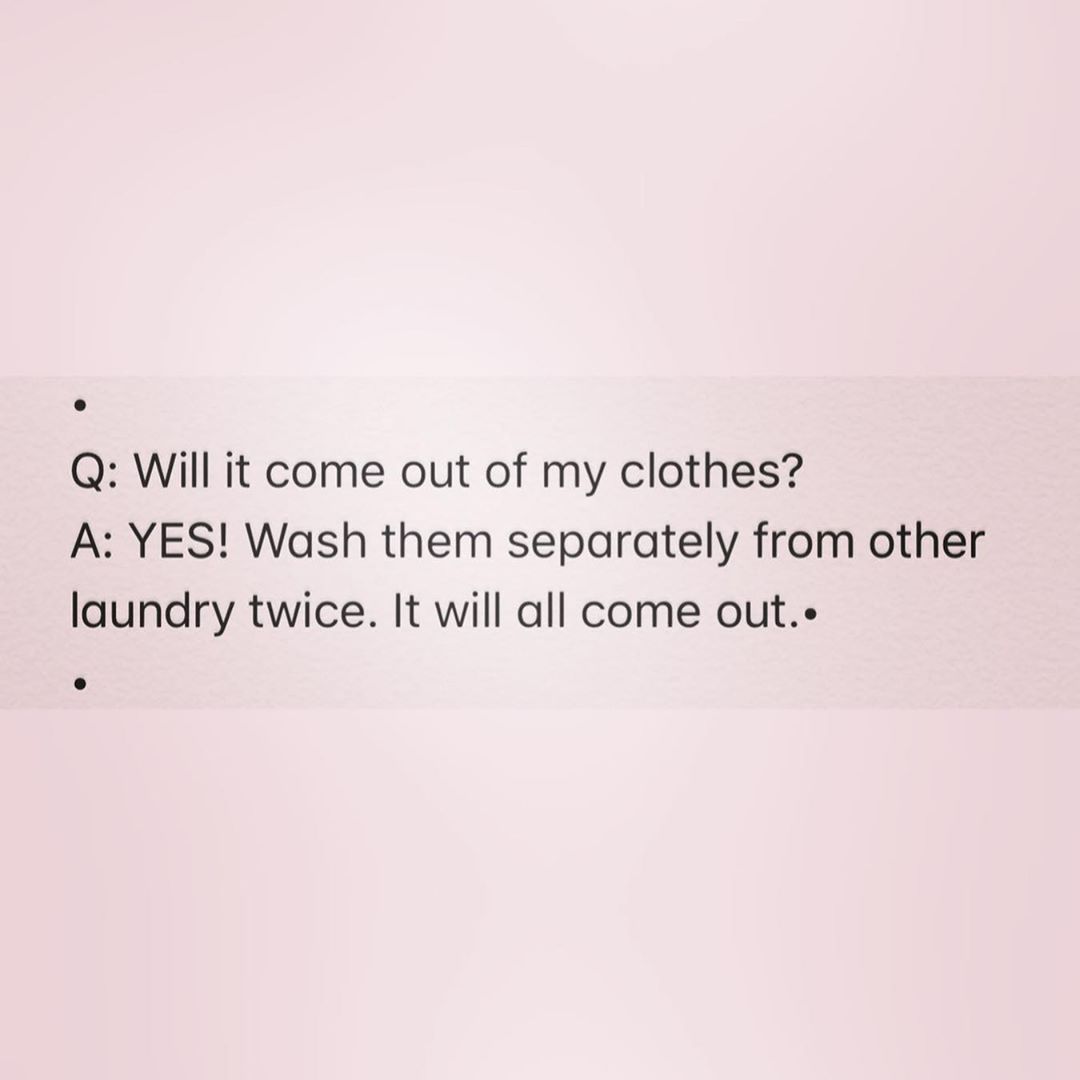 •
Q: Will it come out of my clothes?
A: YES! Wash them separately from other
laundry twice. It will all come out.•
•